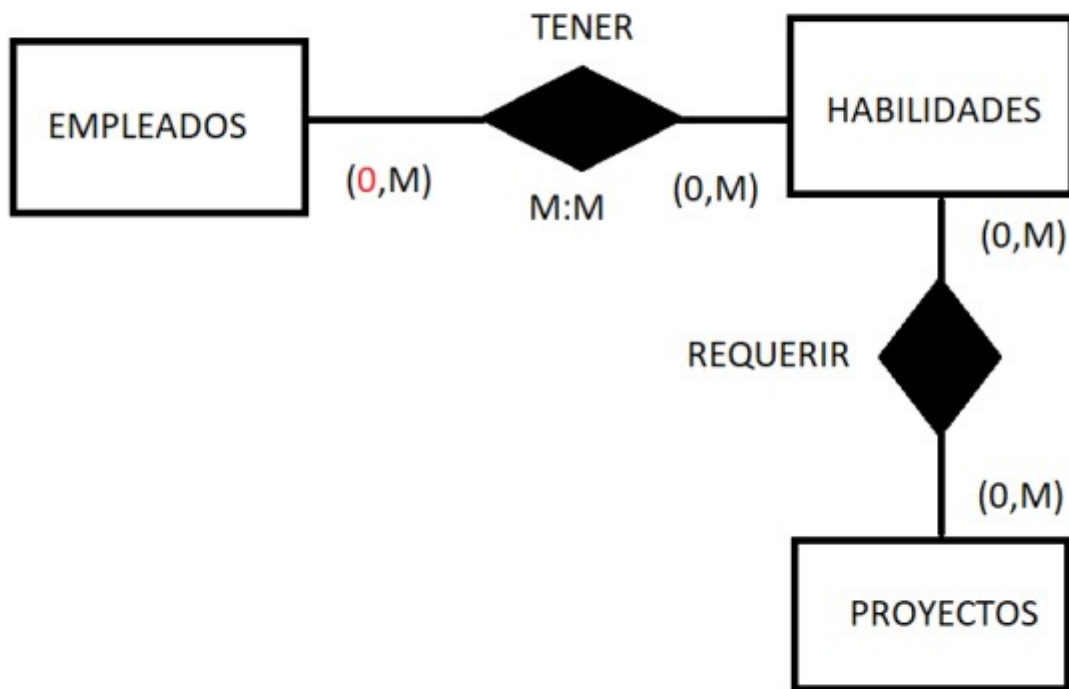 TENER
EMPLEADOS
HABILIDADES
(0,M)
M:M
(0,M)
(0,M)
REQUERIR
(0,M)
PROYECTOS